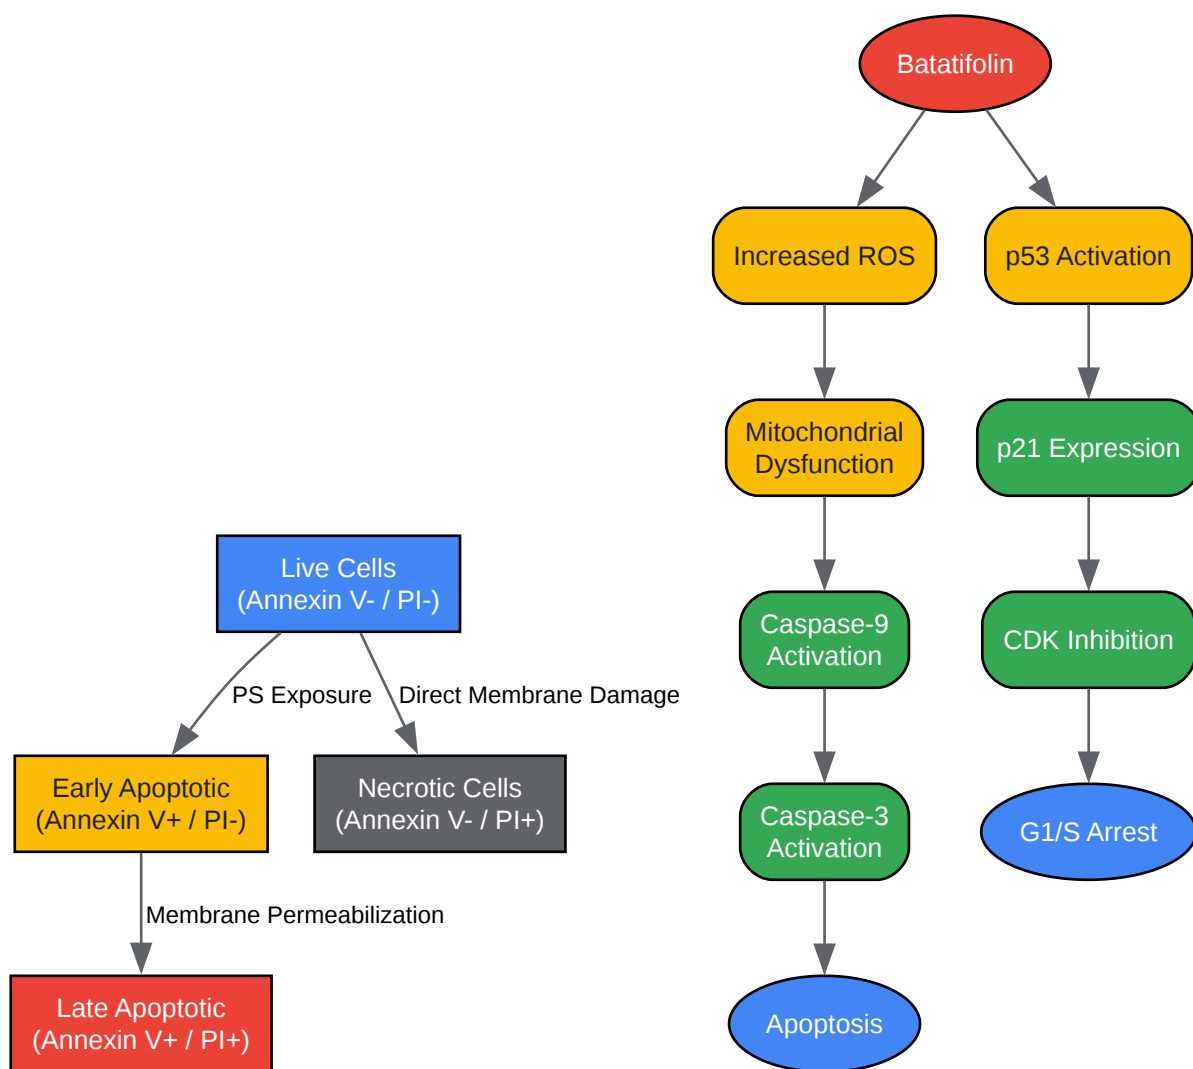 Batatifolin
Increased ROS
p53 Activation
Mitochondrial
Dysfunction
p21 Expression
Live Cells
(Annexin V- / PI-)
Caspase-9
Activation
CDK Inhibition
PS Exposure
Direct Membrane Damage
Early Apoptotic
(Annexin V+ / PI-)
Necrotic Cells
(Annexin V- / PI+)
Caspase-3
Activation
G1/S Arrest
Membrane Permeabilization
Late Apoptotic
(Annexin V+ / PI+)
Apoptosis